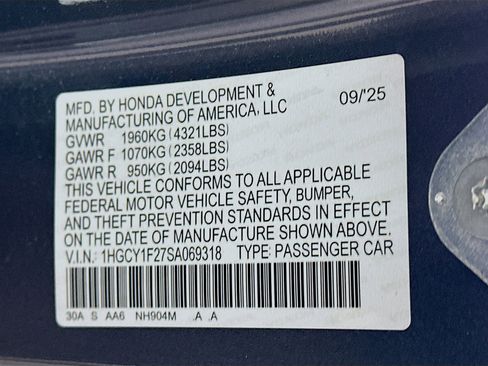 MFD. BY HONDA DEVELOPMENT &
MANUFACTURING OF AMERICA, LLC 09/'25
GVWR 1960KG (4321LBS)
GAWR F 1070KG (2358LBS)
GAWR R 950KG (2094LBS)
THIS VEHICLE CONFORMS TO ALL APPLICABLE
FEDERAL MOTOR VEHICLE SAFETY, BUMPER,
AND THEFT PREVENTION STANDARDS IN EFFECT
ON THE DATE OF MANUFACTURE SHOWN ABOVE.
V.I.N.: 1HGCY1F27SA069318 TYPE: PASSENGER CAR
30A S AA6 NH904M .A .A